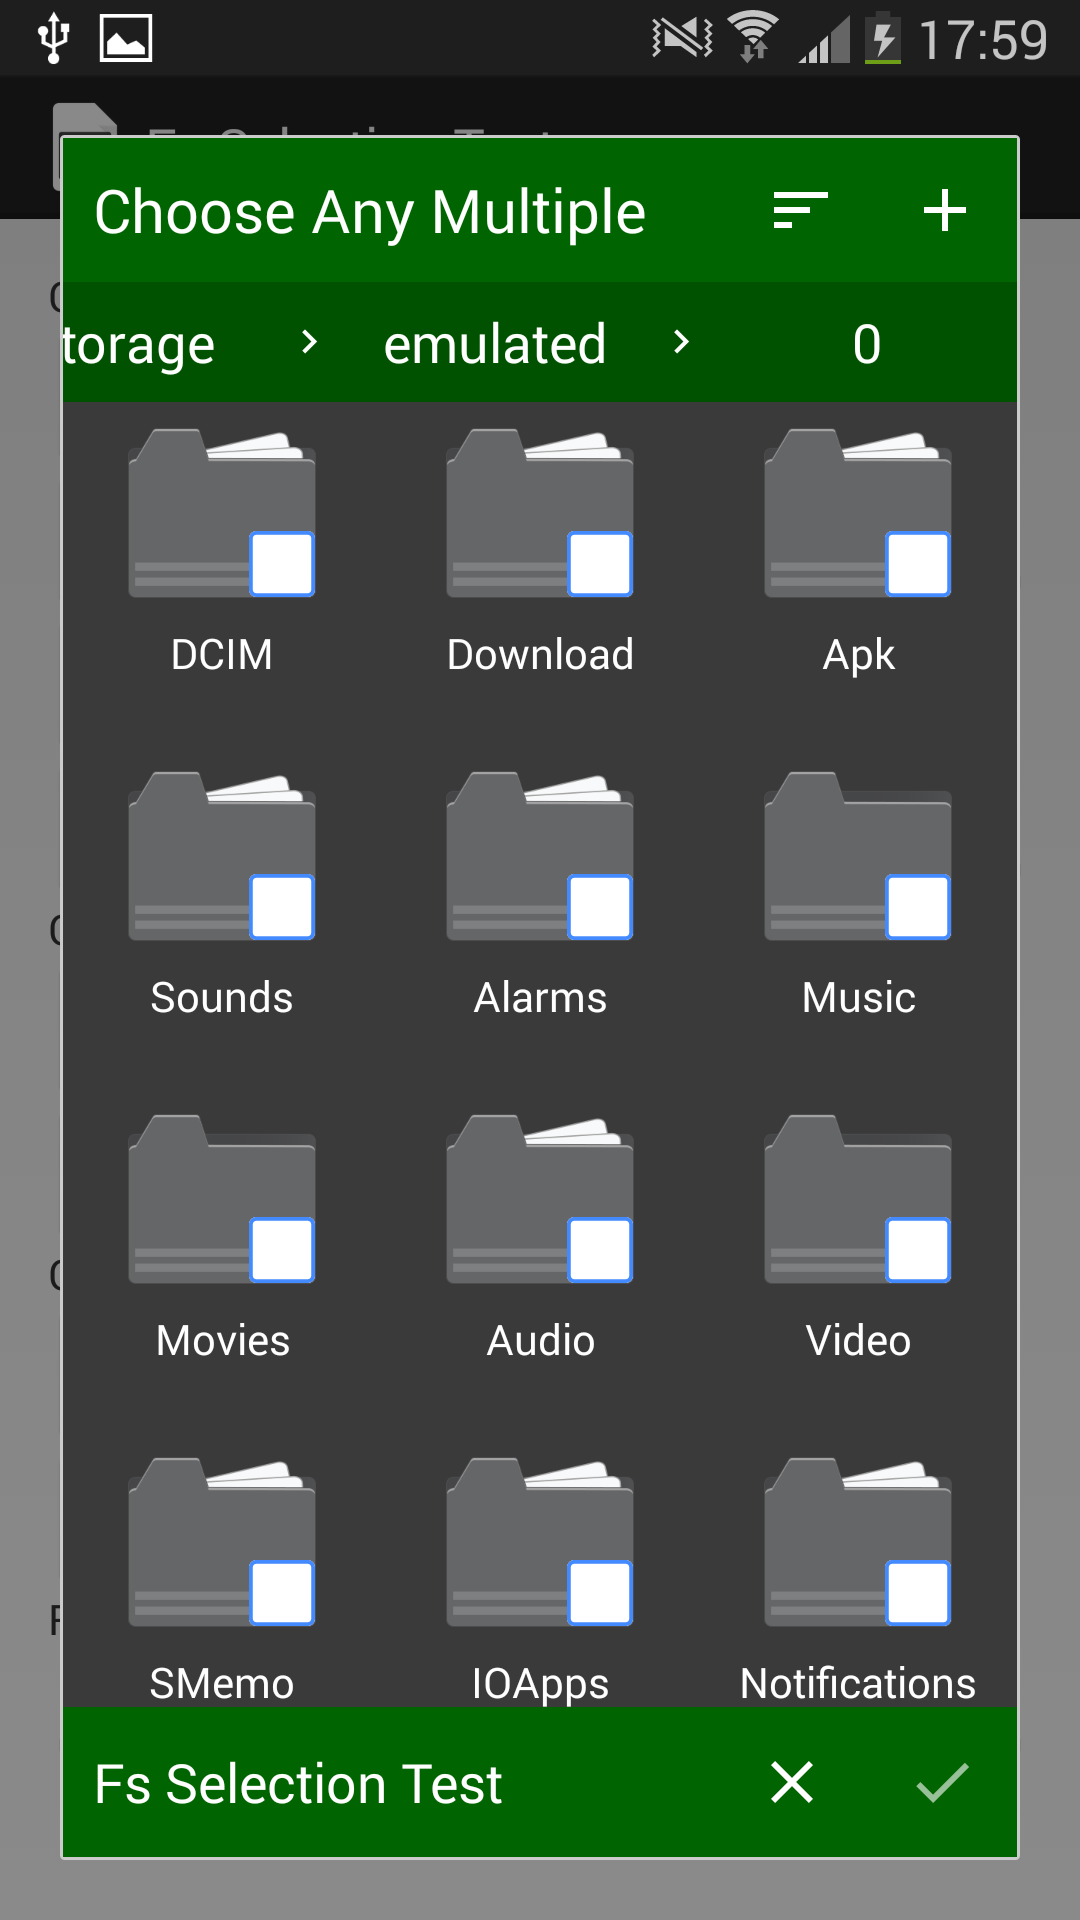 17:59
Choose Any Multiple
torage > emulated > 0
DCIM Download Apk
Sounds Alarms Music
Movies Audio Video
SMemo IOApps Notifications
Fs Selection Test